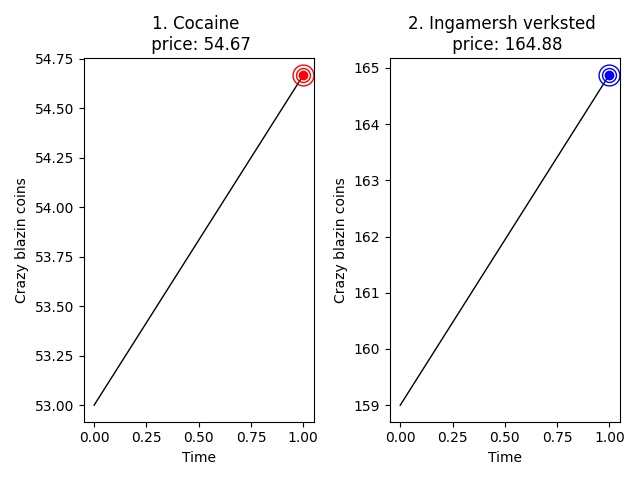 1. Cocaine
price: 54.67
Crazy blazin coins
54.75
54.50
54.25
54.00
53.75
53.50
53.25
53.00
0.00 0.25 0.50 0.75 1.00
Time
2. Ingamersh verksted
price: 164.88
Crazy blazin coins
165
164
163
162
161
160
159
0.00 0.25 0.50 0.75 1.00
Time